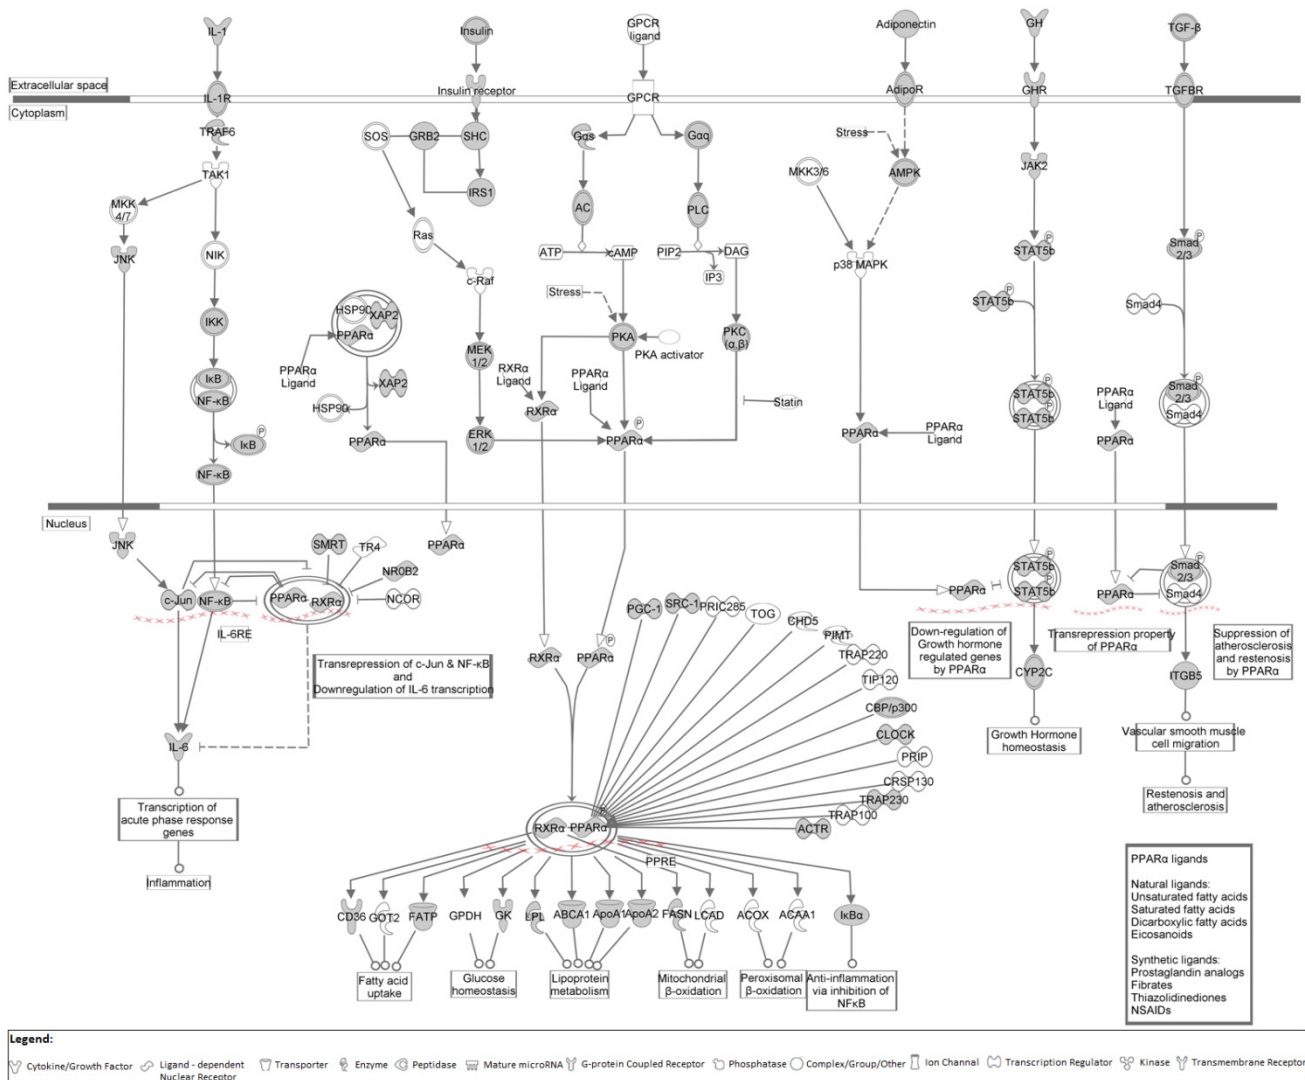 IL-1
Insulin
GPCR
ligand
Adiponectin
GH
TGF-β
Extracellular space
IL-1R
Insulin receptor
GPCR
AdipoR
GHR
TGFBR
Cytoplasm
TRAF6
SOS
GRB2
SHC
Gαs
Gαq
Stress
TAK1
MKK3/6
AMPK
JAK2
IRS1
MKK
4/7
AC
PLC
Ras
NIK
JNK
ATP
cAMP
PIP2
DAG
IP3
p38 MAPK
STAT5b
P
Smad
2/3
P
c-Raf
Stress
STAT5b
P
Smad4
HSP90
XAP2
PPARα
IKK
PKA
PKA activator
PKC
(α,β)
MEK
1/2
PPARα
Ligand
RXRα
Ligand
PPARα
Ligand
IκB
NF-κB
XAP2
HSP90
Statin
STAT5b
P
STAT5b
P
Smad
2/3
P
Smad4
PPARα
Ligand
RXRα
IκB
P
PPARα
ERK
1/2
PPARα
P
PPARα
PPARα
Ligand
PPARα
NF-κB
Nucleus
JNK
SMRT
TR4
PPARα
NR0B2
NCOR
c-Jun
NF-κB
PPARα
RXRα
IL-6RE
STAT5b
P
STAT5b
P
PPARα
PPARα
Smad
2/3
P
Smad4
PGC-1
SRC-1
PRIC285
TOG
CHD5
PIMT
TRAP220
TIP120
CBP/p300
CLOCK
PRIP
CRSP130
TRAP230
TRAP100
ACTR
Transrepression of c-Jun & NF-κB
and
Downregulation of IL-6 transcription
RXRα
PPARα
P
Down-regulation of
Growth hormone
regulated genes
by PPARα
CYP2C
Transrepression property
of PPARα
Suppression of
atherosclerosis
and restenosis
by PPARα
ITGB5
IL-6
Growth Hormone
homeostasis
Vascular smooth muscle
cell migration
Restenosis and
atherosclerosis
Transcription of
acute phase response
genes
Inflammation
RXRα
PPARα
P
PPRE
CD36
GOT2
FATP
GPDH
GK
LPL
ABCA1
ApoA1
ApoA2
FASN
LCAD
ACOX
ACAA1
IκBα
Fatty acid
uptake
Glucose
homeostasis
Lipoprotein
metabolism
Mitochondrial
β-oxidation
Peroxisomal
β-oxidation
Anti-inflammation
via inhibition of
NFκB
PPARα ligands
Natural ligands:
Unsaturated fatty acids
Saturated fatty acids
Dicarboxylic fatty acids
Eicosanoids
Synthetic ligands:
Prostaglandin analogs
Fibrates
Thiazolidinediones
NSAIDs
Legend:
Cytokine/Growth Factor
Ligand - dependent
Nuclear Receptor
Transporter
Enzyme
Peptidase
Mature microRNA
G-protein Coupled Receptor
Phosphatase
Complex/Group/Other
Ion Channel
Transcription Regulator
Kinase
Transmembrane Receptor